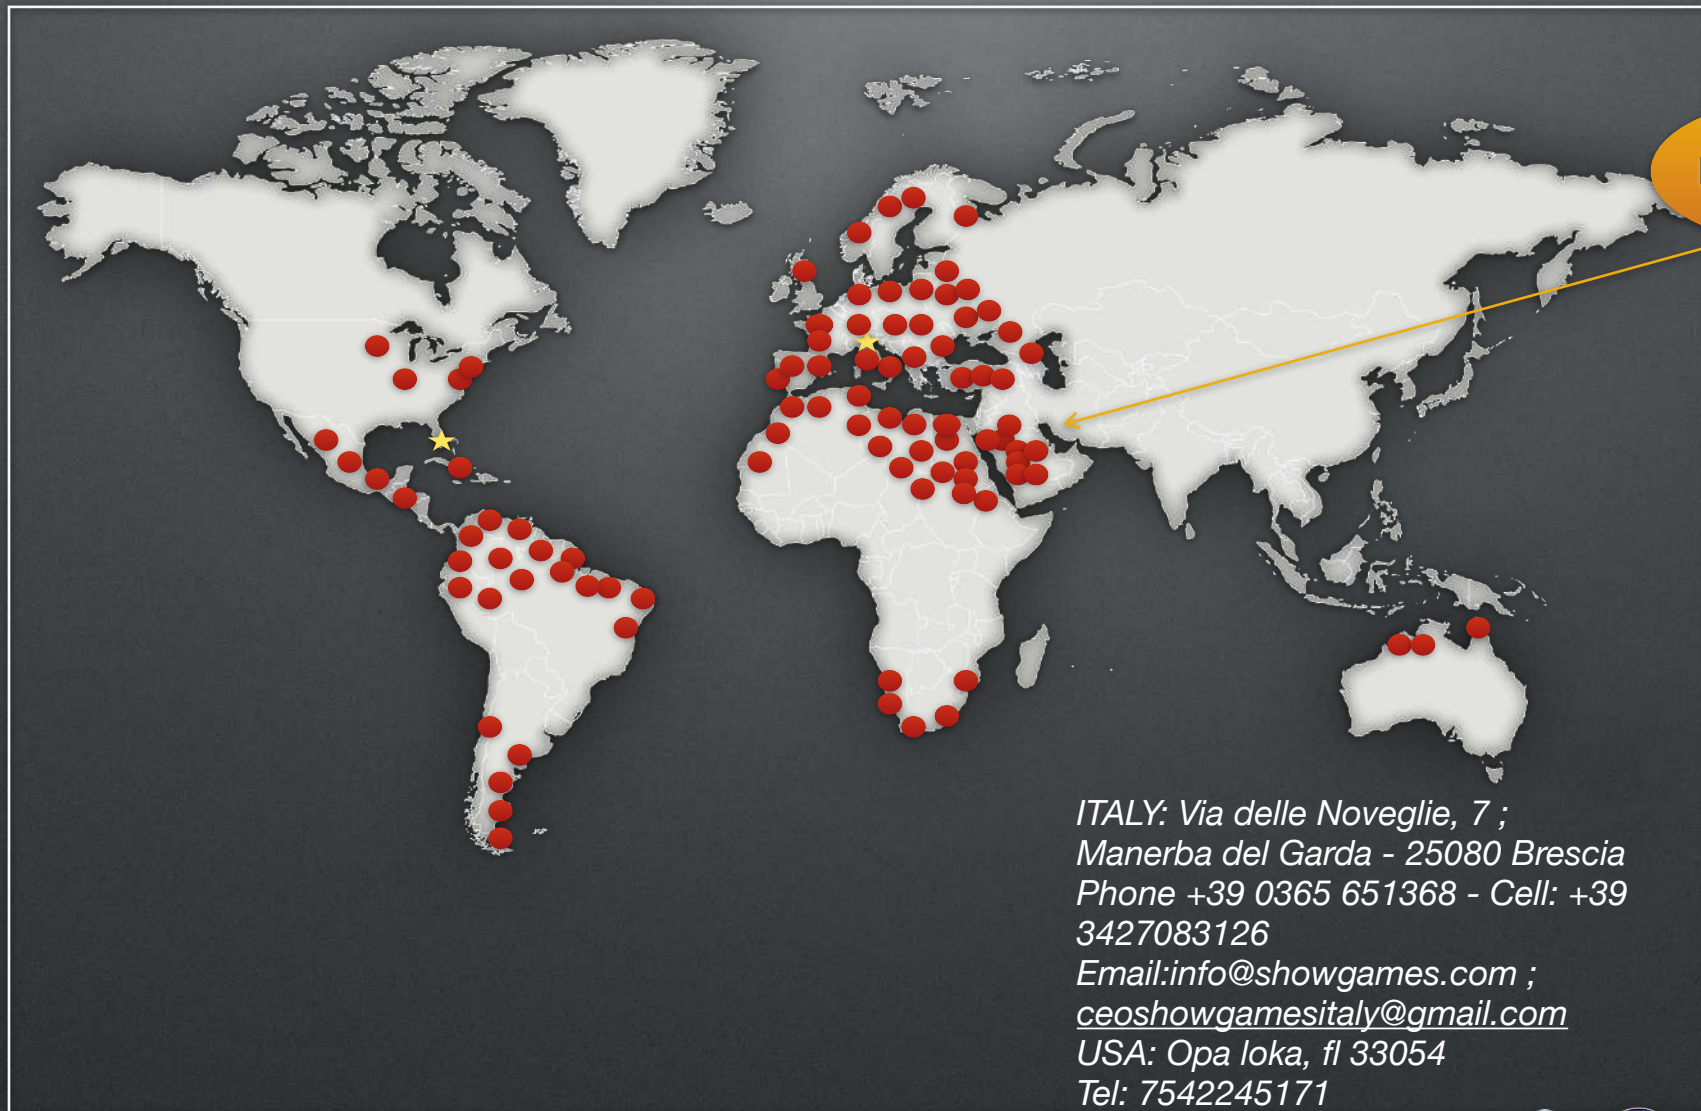 ITALY: Via delle Noveglie, 7 ;
Manerba del Garda - 25080 Brescia
Phone +39 0365 651368 - Cell: +39
3427083126
Email:info@showgames.com ;
ceoshowgamesitaly@gmail.com
USA: Opa loka, fl 33054
Tel: 7542245171